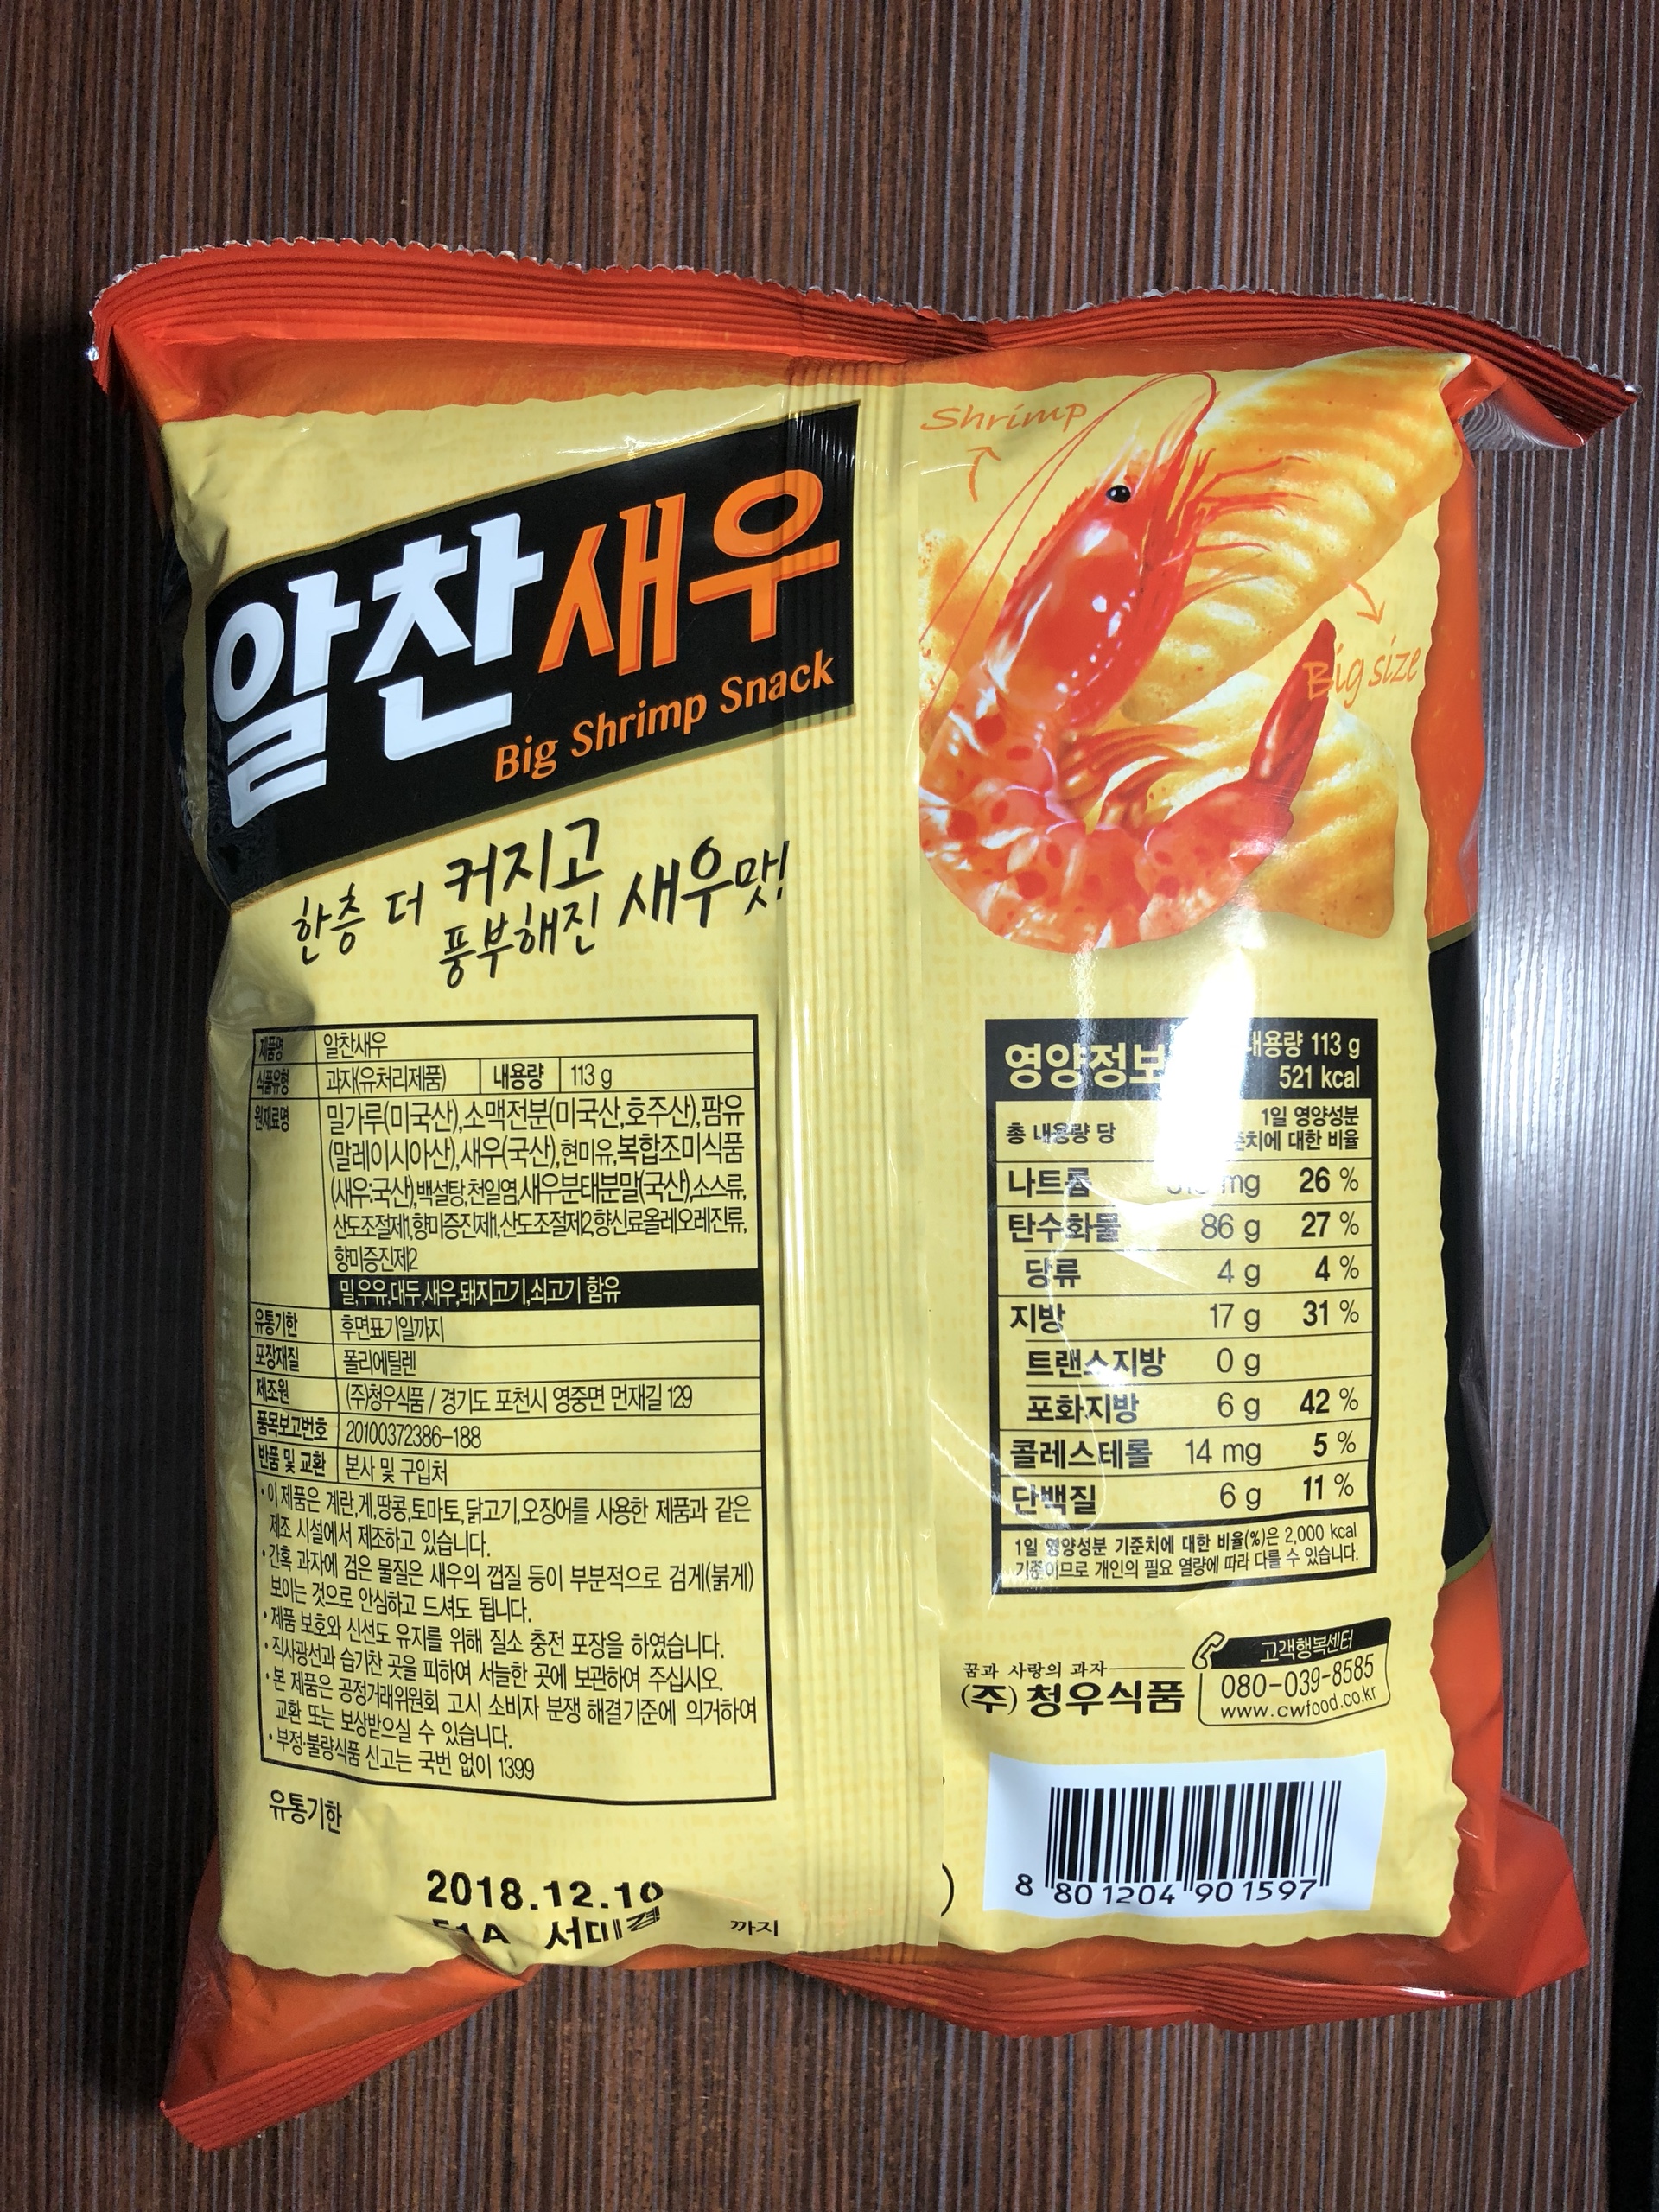 알찬새우
Big Shrimp Snack
한층 더 커지고 풍부해진 새우맛!
Shrimp
Big size
제품명 알찬새우
식품유형 과자(유처리제품) 내용량 113 g
원재료명 밀가루(미국산),소맥전분(미국산,호주산),팜유
(말레이시아산),새우(국산),현미유,복합조미식품
(새우:국산),백설탕,천일염,새우분태분말(국산),소스류,
산도조절제1,향미증진제1,산도조절제2,향신료올레오레진류,
향미증진제2
밀,우유,대두,새우,돼지고기,쇠고기 함유
유통기한 후면표기일까지
포장재질 폴리에틸렌
제조원 (주)청우식품 / 경기도 포천시 영중면 먼재길 129
품목보고번호 20100372386-188
반품 및 교환 본사 및 구입처
•이 제품은 계란,게,땅콩,토마토,닭고기,오징어를 사용한 제품과 같은
제조 시설에서 제조하고 있습니다.
•간혹 과자에 검은 물질은 새우의 껍질 등이 부분적으로 검게(붉게)
보이는 것으로 안심하고 드셔도 됩니다.
•제품 보호와 신선도 유지를 위해 질소 충전 포장을 하였습니다.
•직사광선과 습기찬 곳을 피하여 서늘한 곳에 보관하여 주십시오.
•본 제품은 공정거래위원회 고시 소비자 분쟁 해결기준에 의거하여
교환 또는 보상받으실 수 있습니다.
•부정·불량식품 신고는 국번 없이 1399
유통기한
2018.12.10
서대경 까지
영양정보 내용량 113 g
521 kcal
총 내용량 당 1일 영양성분
대한 비율
나트륨 mg 26 %
탄수화물 86 g 27 %
당류 4 g 4 %
지방 17 g 31 %
트랜스지방 0 g
포화지방 6 g 42 %
콜레스테롤 14 mg 5 %
단백질 6 g 11 %
1일 영양성분 기준치에 대한 비율(%)은 2,000 kcal
기준이므로 개인의 필요 열량에 따라 다를 수 있습니다.
꿈과 사랑의 과자
(주)청우식품
고객행복센터
080-039-8585
www.cwfood.co.kr
8 801204 901597